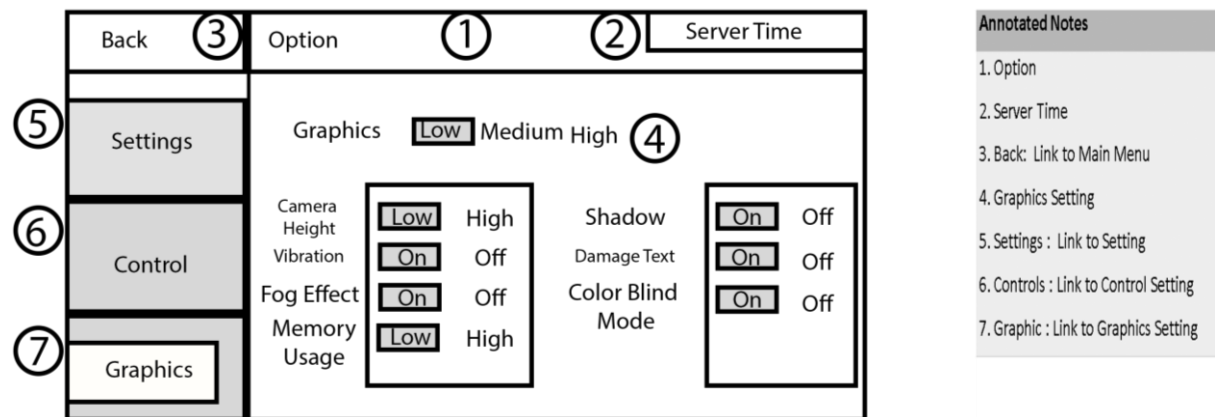 Back 3 Option 1 2 Server Time
5 Settings
Graphics Low Medium High 4
6 Control
7 Graphics
Camera Height Low High
Vibration On Off
Fog Effect On Off
Memory Usage Low High
Shadow On Off
Damage Text On Off
Color Blind Mode On Off
Annotated Notes
1. Option
2. Server Time
3. Back: Link to Main Menu
4. Graphics Setting
5. Settings : Link to Setting
6. Controls : Link to Control Setting
7. Graphic : Link to Graphics Setting